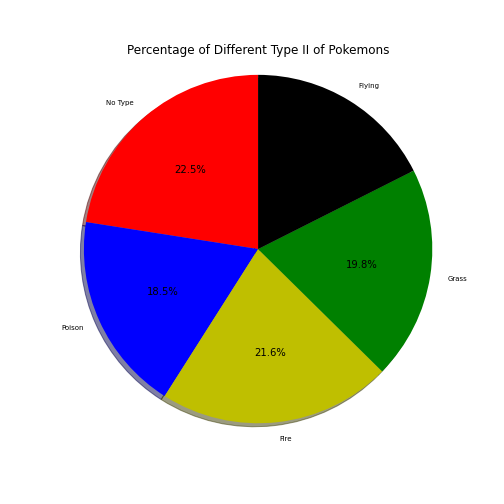 Percentage of Different Type II of Pokemons
Flying
No Type
22.5%
19.8%
Grass
18.5%
Poison
21.6%
Fire